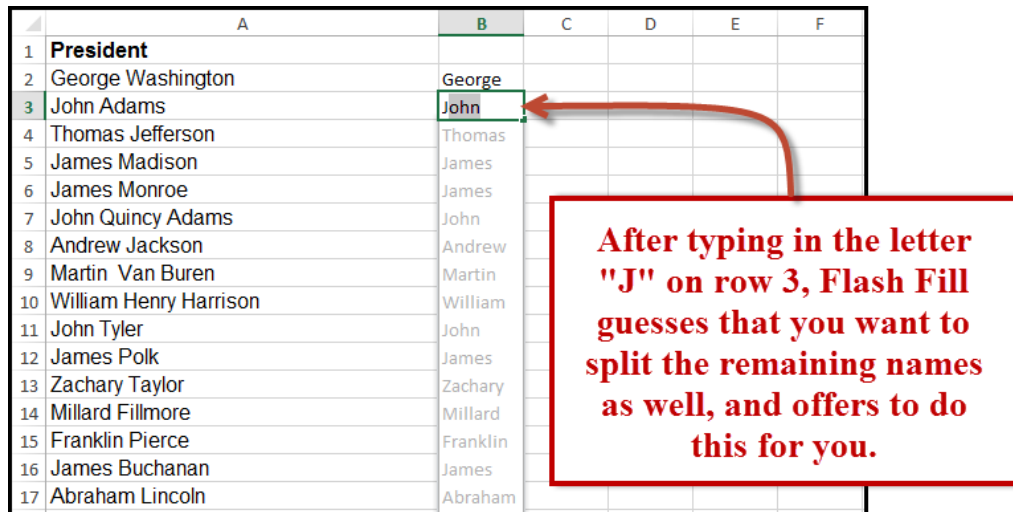 A B C D E F
1 President
2 George Washington George
3 John Adams John
4 Thomas Jefferson Thomas
5 James Madison James
6 James Monroe James
7 John Quincy Adams John
8 Andrew Jackson Andrew
9 Martin  Van Buren Martin
10 William Henry Harrison William
11 John Tyler John
12 James Polk James
13 Zachary Taylor Zachary
14 Millard Fillmore Millard
15 Franklin Pierce Franklin
16 James Buchanan James
17 Abraham Lincoln Abraham
After typing in the letter
"J" on row 3, Flash Fill
guesses that you want to
split the remaining names
as well, and offers to do
this for you.